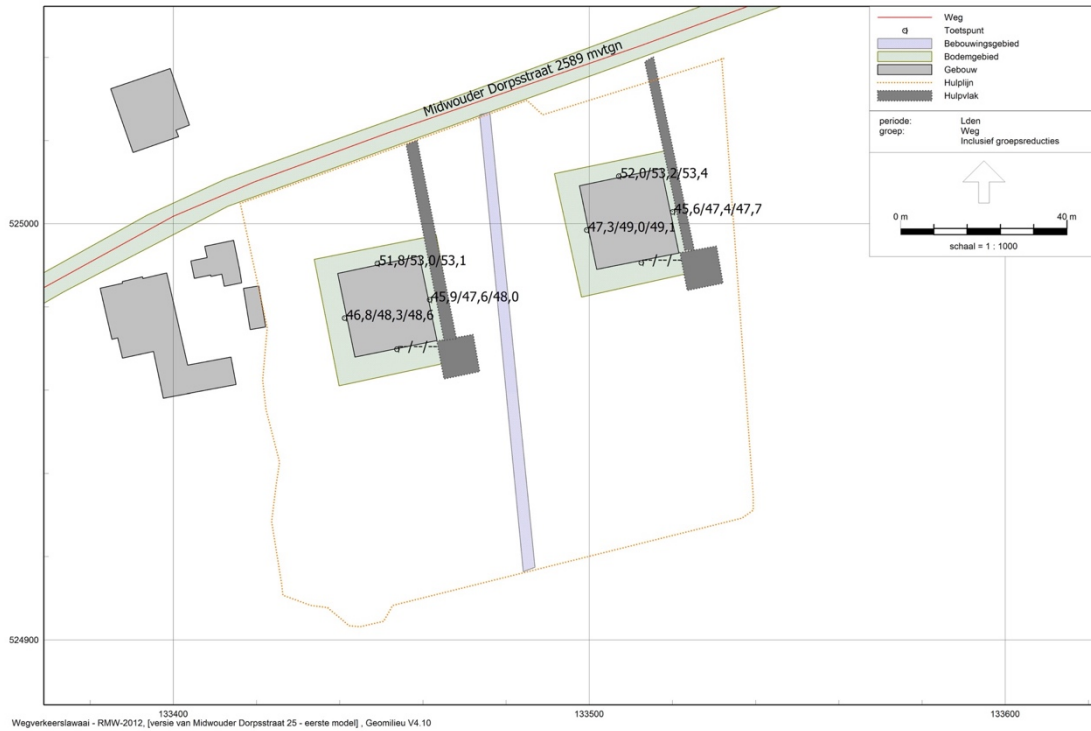 Midwouder Dorpsstraat 2589 mvtgn
Weg
Toetspunt
Bebouwingsgebied
Bodemgebied
Gebouw
Hulplijn
Hulpvlak
periode: Lden
groep: Weg
Inclusief groepsreducties
0 m 40 m
schaal = 1 : 1000
52,0/53,2/53,4
45,6/47,4/47,7
47,3/49,0/49,1
--/--/--
525000
51,8/53,0/53,1
45,9/47,6/48,0
46,8/48,3/48,6
--/--/--
524900
133400 133500 133600
Wegverkeerslawaai - RMW-2012, [versie van Midwouder Dorpsstraat 25 - eerste model] , Geomilieu V4.10